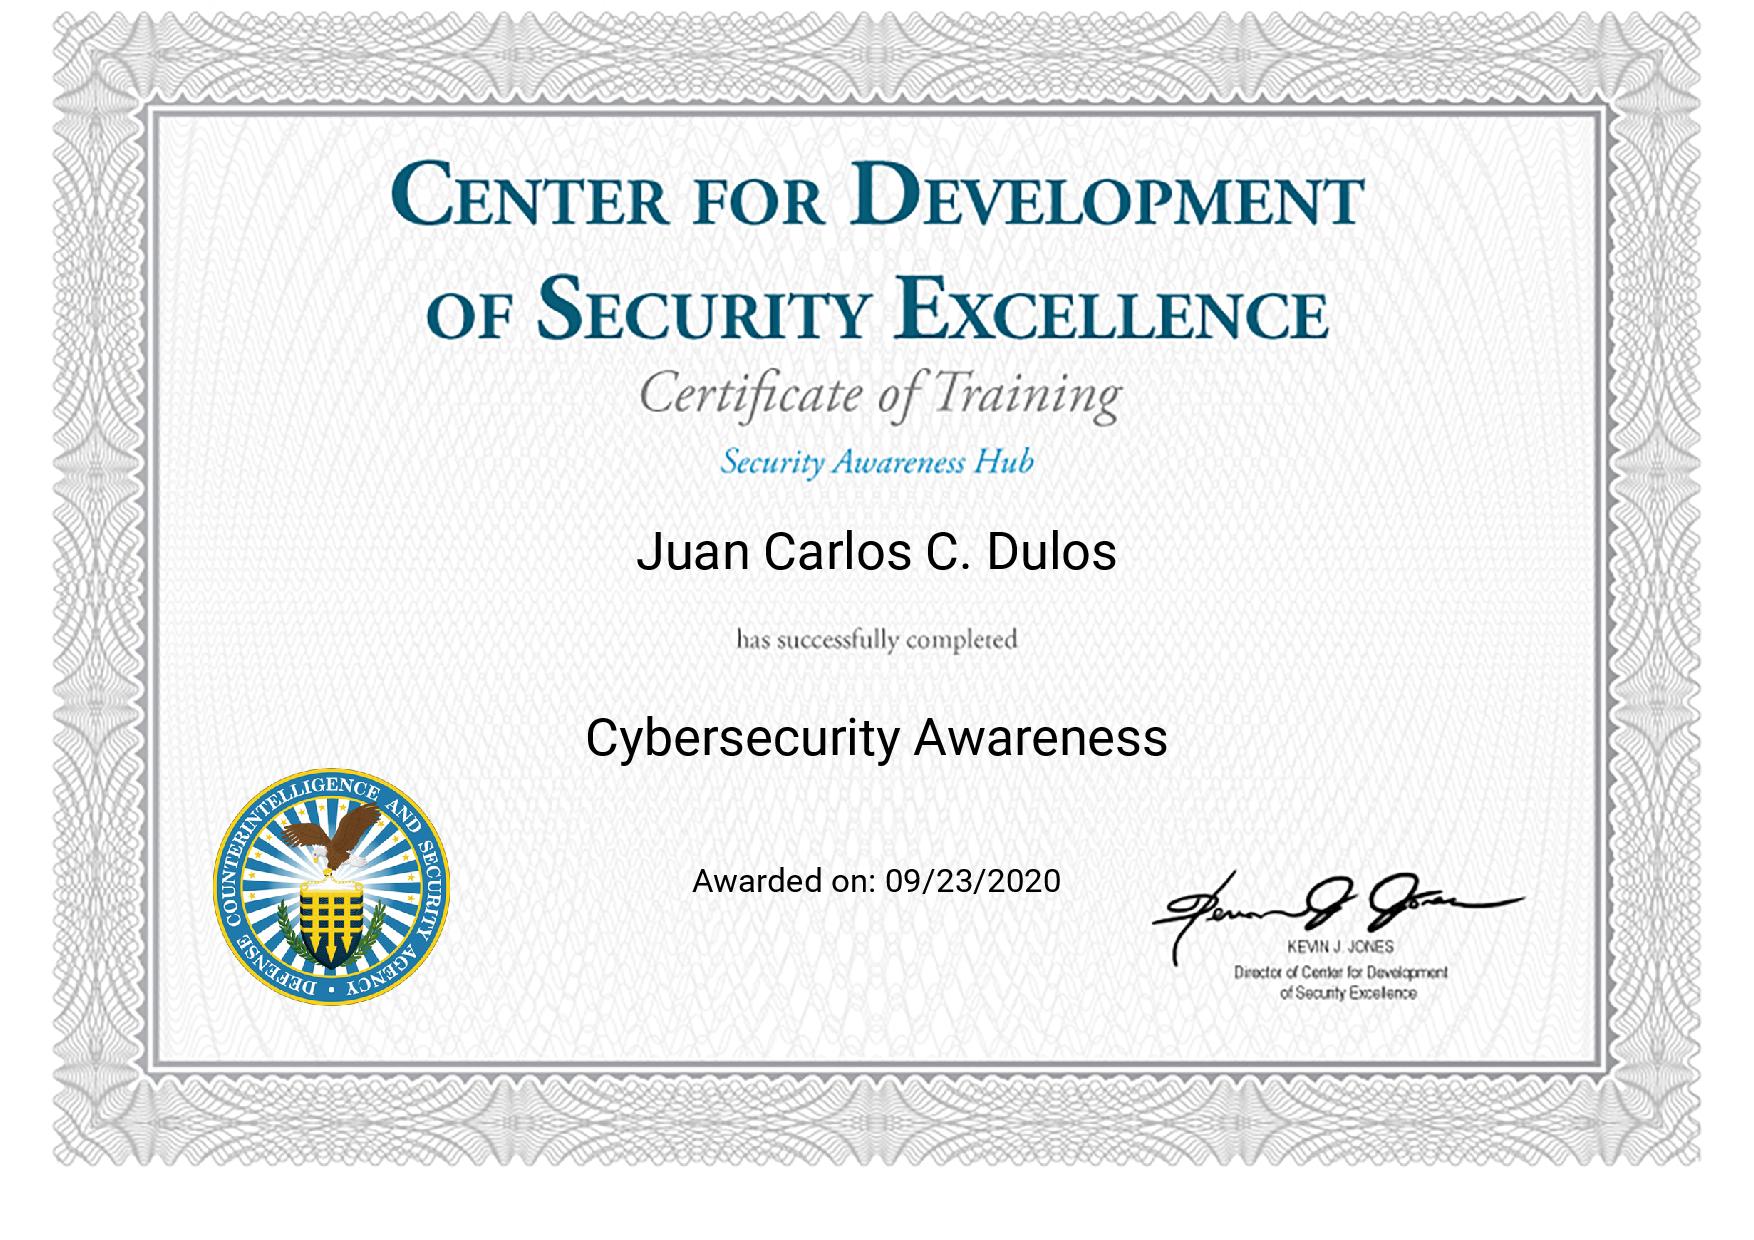 CENTER FOR DEVELOPMENT
OF SECURITY EXCELLENCE
Certificate of Training
Security Awareness Hub
Juan Carlos C. Dulos
has successfully completed
Cybersecurity Awareness
DEFENSE COUNTERINTELLIGENCE AND SECURITY AGENCY
Awarded on: 09/23/2020
Kevin J. Jones
KEVIN J. JONES
Director of Center for Development
of Security Excellence